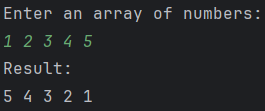 Enter an array of numbers:
1 2 3 4 5
Result:
5 4 3 2 1